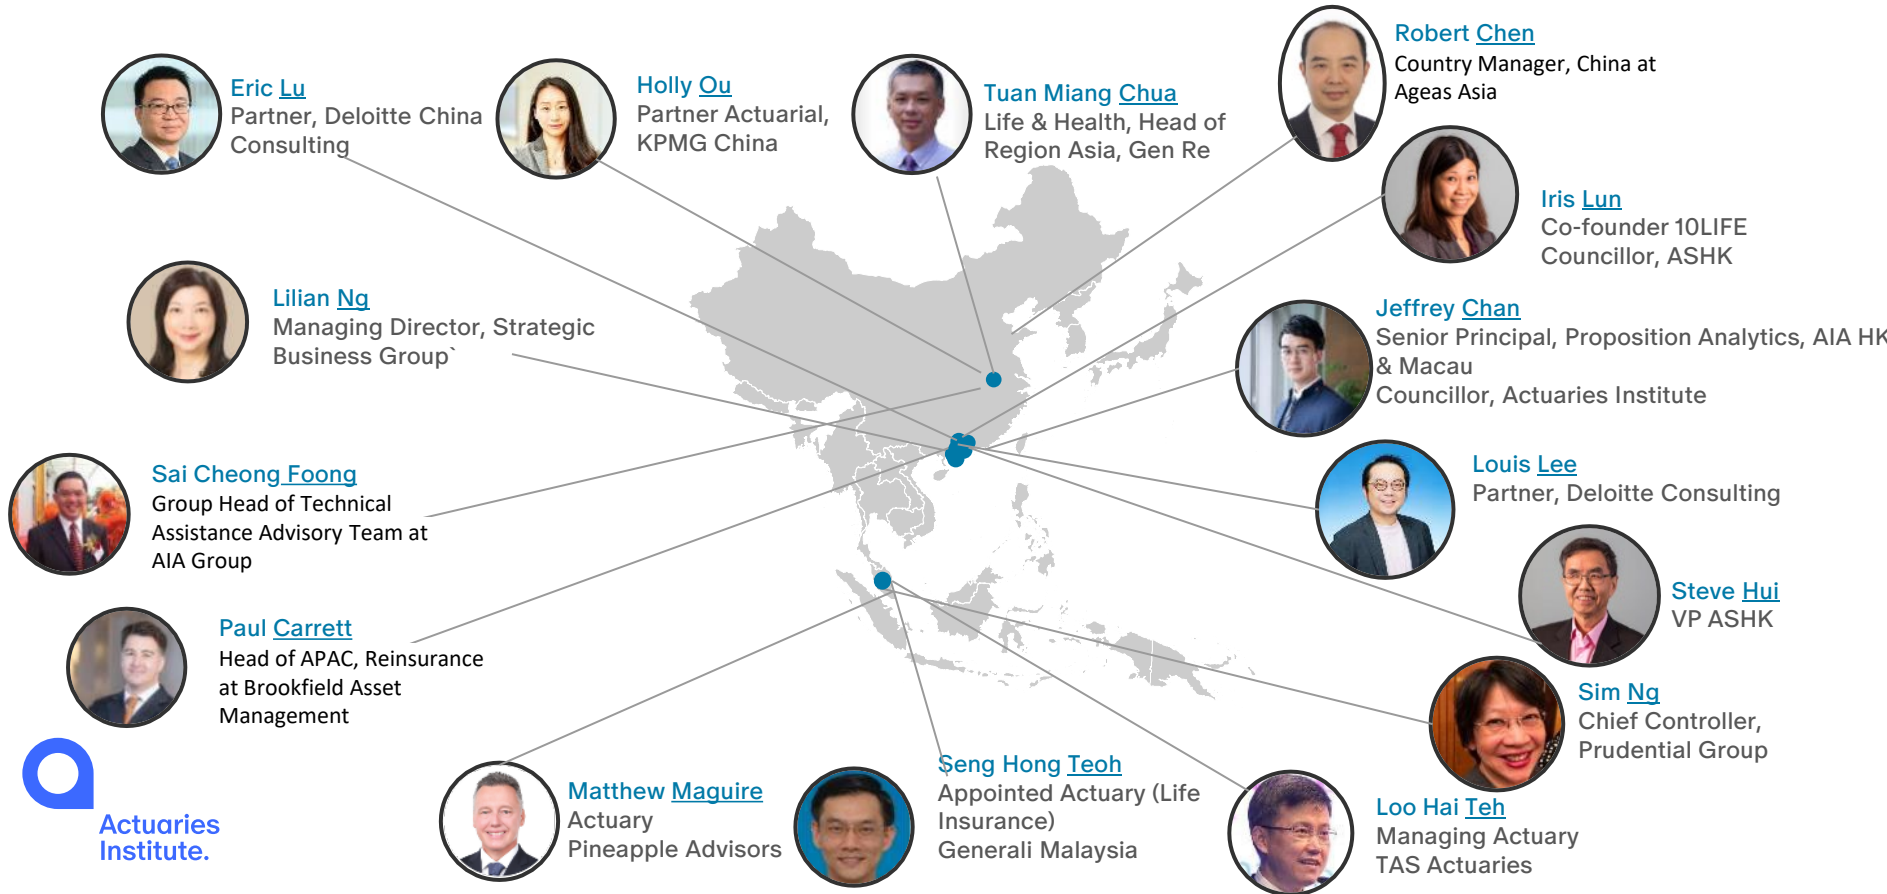 Eric Lu
Partner, Deloitte China
Consulting
Holly Ou
Partner Actuarial,
KPMG China
Tuan Miang Chua
Life & Health, Head of
Region Asia, Gen Re
Robert Chen
Country Manager, China at
Ageas Asia
Iris Lun
Co-founder 10LIFE
Councillor, ASHK
Lilian Ng
Managing Director, Strategic
Business Group`
Jeffrey Chan
Senior Principal, Proposition Analytics, AIA HK
& Macau
Councillor, Actuaries Institute
Sai Cheong Foong
Group Head of Technical
Assistance Advisory Team at
AIA Group
Louis Lee
Partner, Deloitte Consulting
Steve Hui
VP ASHK
Paul Carrett
Head of APAC, Reinsurance
at Brookfield Asset
Management
Sim Ng
Chief Controller,
Prudential Group
Matthew Maguire
Actuary
Pineapple Advisors
Seng Hong Teoh
Appointed Actuary (Life
Insurance)
Generali Malaysia
Loo Hai Teh
Managing Actuary
TAS Actuaries
Actuaries
Institute.